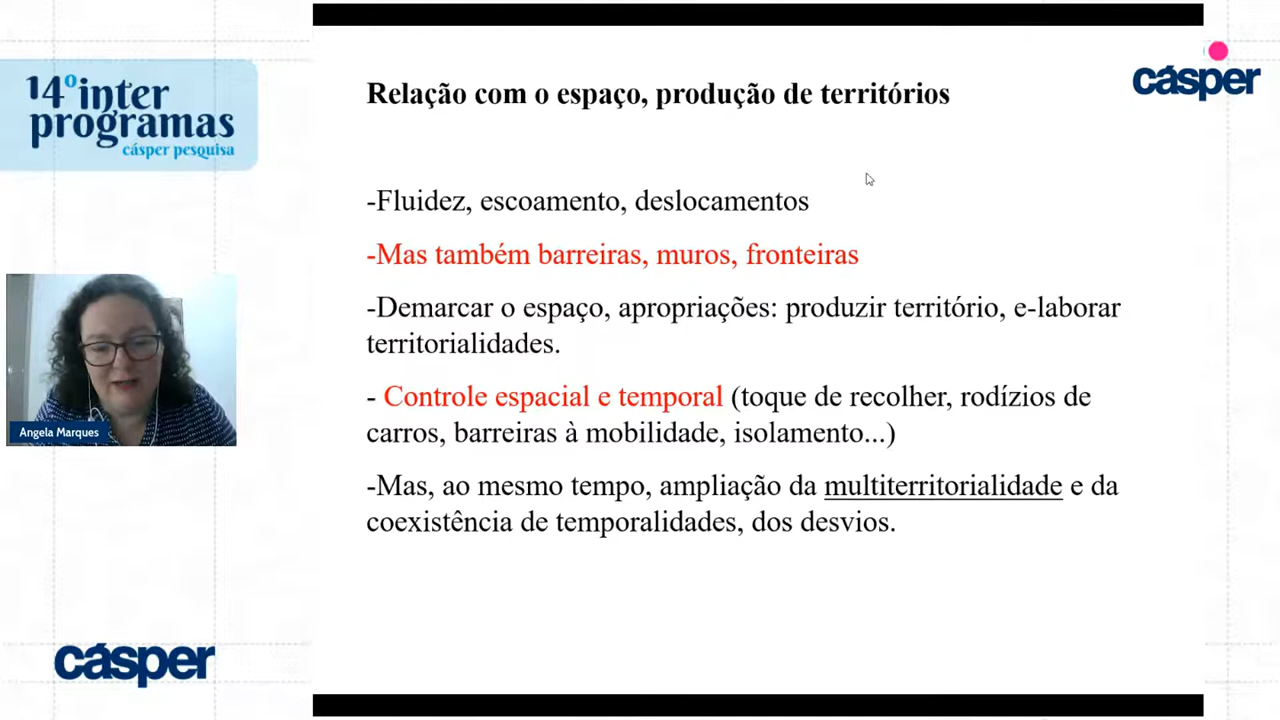 14º inter
programas
cásper pesquisa
cásper
Relação com o espaço, produção de territórios
-Fluidez, escoamento, deslocamentos
-Mas também barreiras, muros, fronteiras
-Demarcar o espaço, apropriações: produzir território, e-laborar
territorialidades.
- Controle espacial e temporal (toque de recolher, rodízios de
carros, barreiras à mobilidade, isolamento...)
-Mas, ao mesmo tempo, ampliação da multiterritorialidade e da
coexistência de temporalidades, dos desvios.
Angela Marques
cásper